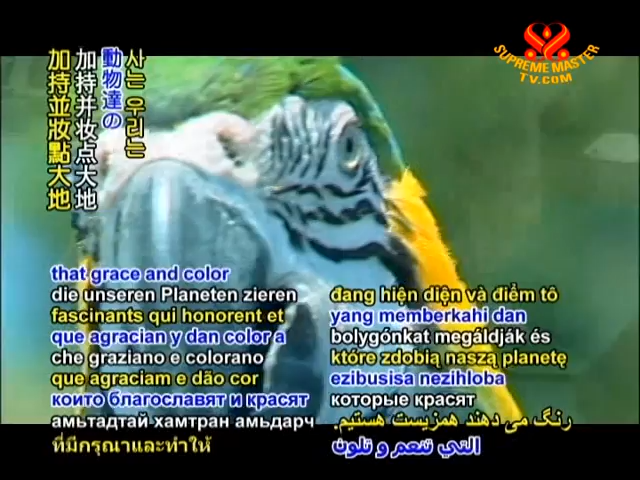 SUPREME MASTER
TV.COM
사는 우리는
動物達の
加持并妆点大地
加持並妝點大地
that grace and color
die unseren Planeten zieren
fascinants qui honorent et
que agracian y dan color a
che graziano e colorano
que agraciam e dão cor
които благославят и красят
амьтадтай хамтран амьдарч
ที่มีกรุณาและทำให้
đang hiện diện và điểm tô
yang memberkahi dan
bolygónkat megáldják és
które zdobią naszą planetę
ezibusisa nezihloba
которые красят
رنگ می دهند همزیست هستیم.
التي تنعم و تلون